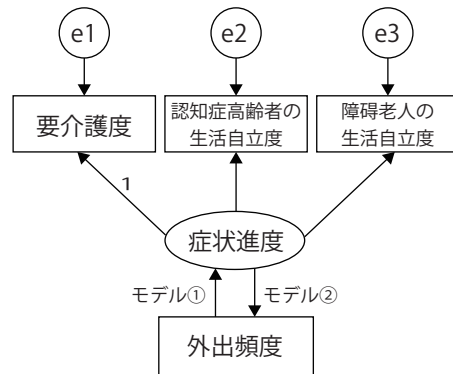 e1
e2
e3
要介護度
認知症高齢者の
生活自立度
障碍老人の
生活自立度
1
症状進度
モデル①
モデル②
外出頻度